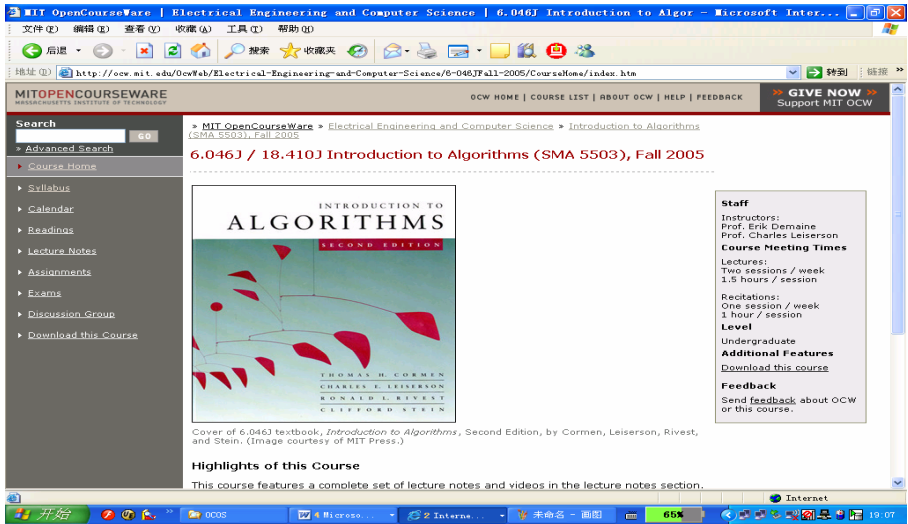 MIT OpenCourseWare | Electrical Engineering and Computer Science | 6.046J Introduction to Algor - Microsoft Inter...
文件(F) 编辑(E) 查看(V) 收藏(A) 工具(T) 帮助(H)
后退 搜索 收藏夹
地址(D) http://ocw.mit.edu/OcwWeb/Electrical-Engineering-and-Computer-Science/6-046JFall-2005/CourseHome/index.htm 转到 链接 »
MITOPENCOURSEWARE
MASSACHUSETTS INSTITUTE OF TECHNOLOGY
OCW HOME | COURSE LIST | ABOUT OCW | HELP | FEEDBACK
» GIVE NOW »
Support MIT OCW
Search
GO
» Advanced Search
Course Home
Syllabus
Calendar
Readings
Lecture Notes
Assignments
Exams
Discussion Group
Download this Course
» MIT OpenCourseWare » Electrical Engineering and Computer Science » Introduction to Algorithms
(SMA 5503), Fall 2005
6.046J / 18.410J Introduction to Algorithms (SMA 5503), Fall 2005
INTRODUCTION TO
ALGORITHMS
SECOND EDITION
THOMAS H. CORMEN
CHARLES E. LEISERSON
RONALD L. RIVEST
CLIFFORD STEIN
Cover of 6.046J textbook, Introduction to Algorithms, Second Edition, by Cormen, Leiserson, Rivest,
and Stein. (Image courtesy of MIT Press.)
Highlights of this Course
This course features a complete set of lecture notes and videos in the lecture notes section.
Staff
Instructors:
Prof. Erik Demaine
Prof. Charles Leiserson
Course Meeting Times
Lectures:
Two sessions / week
1.5 hours / session
Recitations:
One session / week
1 hour / session
Level
Undergraduate
Additional Features
Download this course
Feedback
Send feedback about OCW
or this course.
Internet
开始 » OCOS 4 Microso... 2 Interne... 未命名 - 画图 65% 19:07